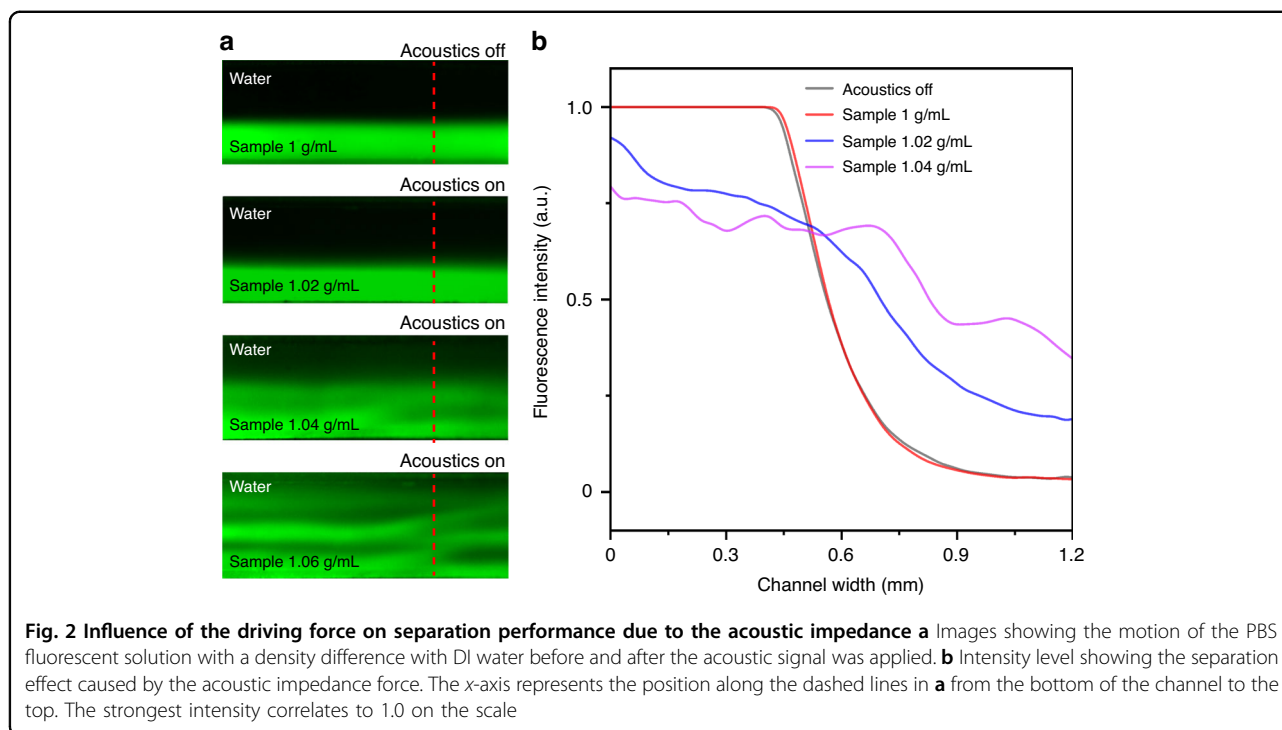 a
Acoustics off
Water
Sample 1 g/mL
Acoustics on
Water
Sample 1.02 g/mL
Acoustics on
Water
Sample 1.04 g/mL
Acoustics on
Water
Sample 1.06 g/mL
b
Acoustics off
Sample 1 g/mL
Sample 1.02 g/mL
Sample 1.04 g/mL
Fluorescence intensity (a.u.)
1.0
0.5
0
0 0.3 0.6 0.9 1.2
Channel width (mm)
Fig. 2 Influence of the driving force on separation performance due to the acoustic impedance a Images showing the motion of the PBS
fluorescent solution with a density difference with DI water before and after the acoustic signal was applied. b Intensity level showing the separation
effect caused by the acoustic impedance force. The x-axis represents the position along the dashed lines in a from the bottom of the channel to the
top. The strongest intensity correlates to 1.0 on the scale